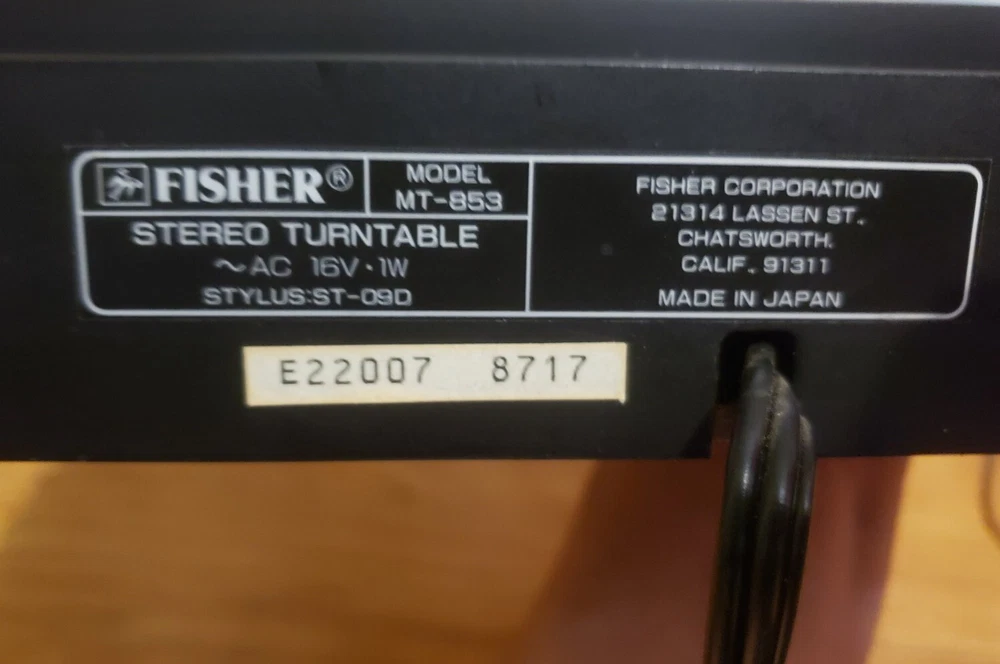 FISHER®
MODEL
MT-853
STEREO TURNTABLE
~AC 16V·1W
STYLUS:ST-09D
FISHER CORPORATION
21314 LASSEN ST.,
CHATSWORTH,
CALIF., 91311
MADE IN JAPAN
E22007 8717